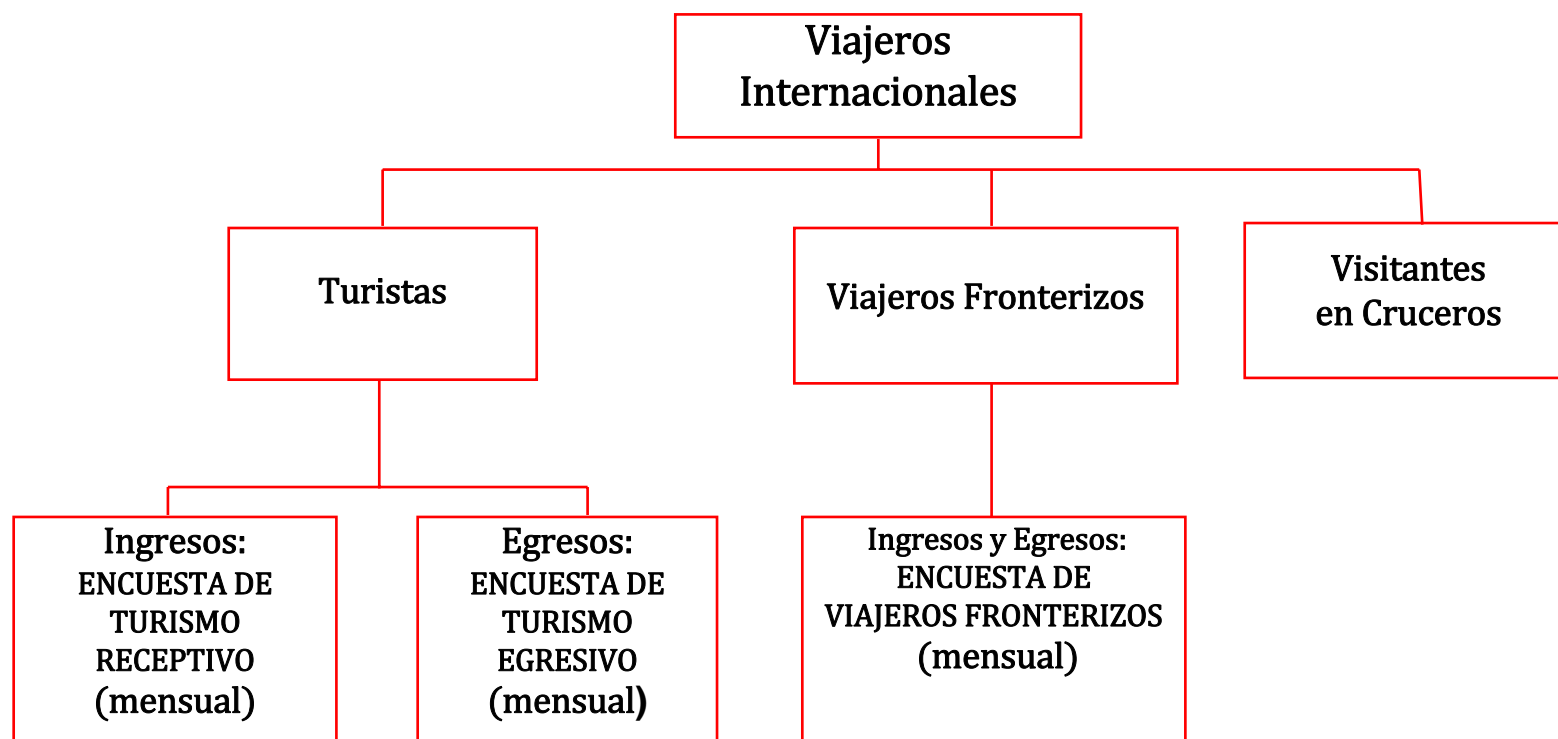 Viajeros
Internacionales
Turistas
Viajeros Fronterizos
Visitantes
en Cruceros
Ingresos:
ENCUESTA DE
TURISMO
RECEPTIVO
(mensual)
Egresos:
ENCUESTA DE
TURISMO
EGRESIVO
(mensual)
Ingresos y Egresos:
ENCUESTA DE
VIAJEROS FRONTERIZOS
(mensual)